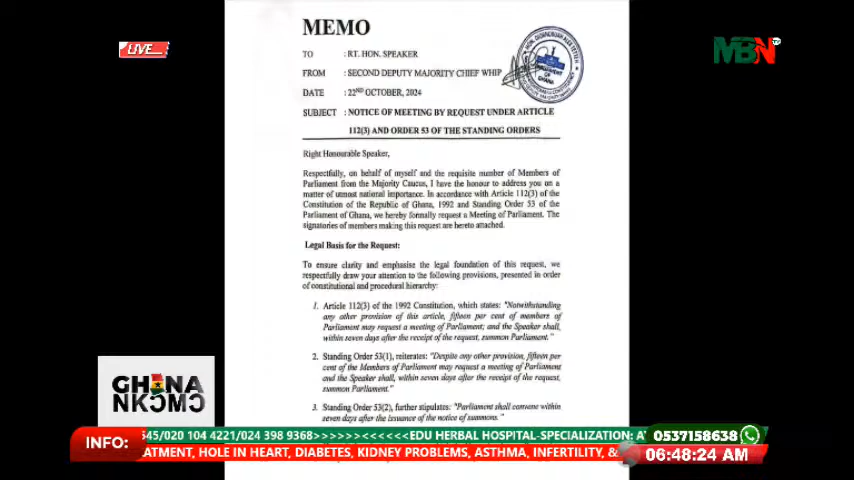 MEMO
TO : RT. HON. SPEAKER
FROM : SECOND DEPUTY MAJORITY CHIEF WHIP
DATE : 22ND OCTOBER, 2024
SUBJECT : NOTICE OF MEETING BY REQUEST UNDER ARTICLE
112(3) AND ORDER 53 OF THE STANDING ORDERS
Right Honourable Speaker,
Respectfully, on behalf of myself and the requisite number of Members of
Parliament from the Majority Caucus, I have the honour to address you on a
matter of utmost national importance. In accordance with Article 112(3) of the
Constitution of the Republic of Ghana, 1992 and Standing Order 53 of the
Parliament of Ghana, we hereby formally request a Meeting of Parliament. The
signatories of members making this request are hereto attached.
Legal Basis for the Request:
To ensure clarity and emphasise the legal foundation of this request, we
respectfully draw your attention to the following provisions, presented in order
of constitutional and procedural hierarchy:
1. Article 112(3) of the 1992 Constitution, which states: "Notwithstanding
any other provision of this article, fifteen per cent of members of
Parliament may request a meeting of Parliament; and the Speaker shall,
within seven days after the receipt of the request, summon Parliament."
2. Standing Order 53(1), reiterates: "Despite any other provision, fifteen per
cent of the Members of Parliament may request a meeting of Parliament
and the Speaker shall, within seven days after the receipt of the request,
summon Parliament."
3. Standing Order 53(2), further stipulates: "Parliament shall convene within
seven days after the issuance of the notice of summons."
LIVE
MBN TV
PARLIAMENT OF GHANA
GHANA
NKOMO
INFO:
545/020 104 4221/024 398 9368>>>>>><<<<<<EDU HERBAL HOSPITAL-SPECIALIZATION:
ATMENT, HOLE IN HEART, DIABETES, KIDNEY PROBLEMS, ASTHMA, INFERTILITY, &
0537158638
06:48:24 AM